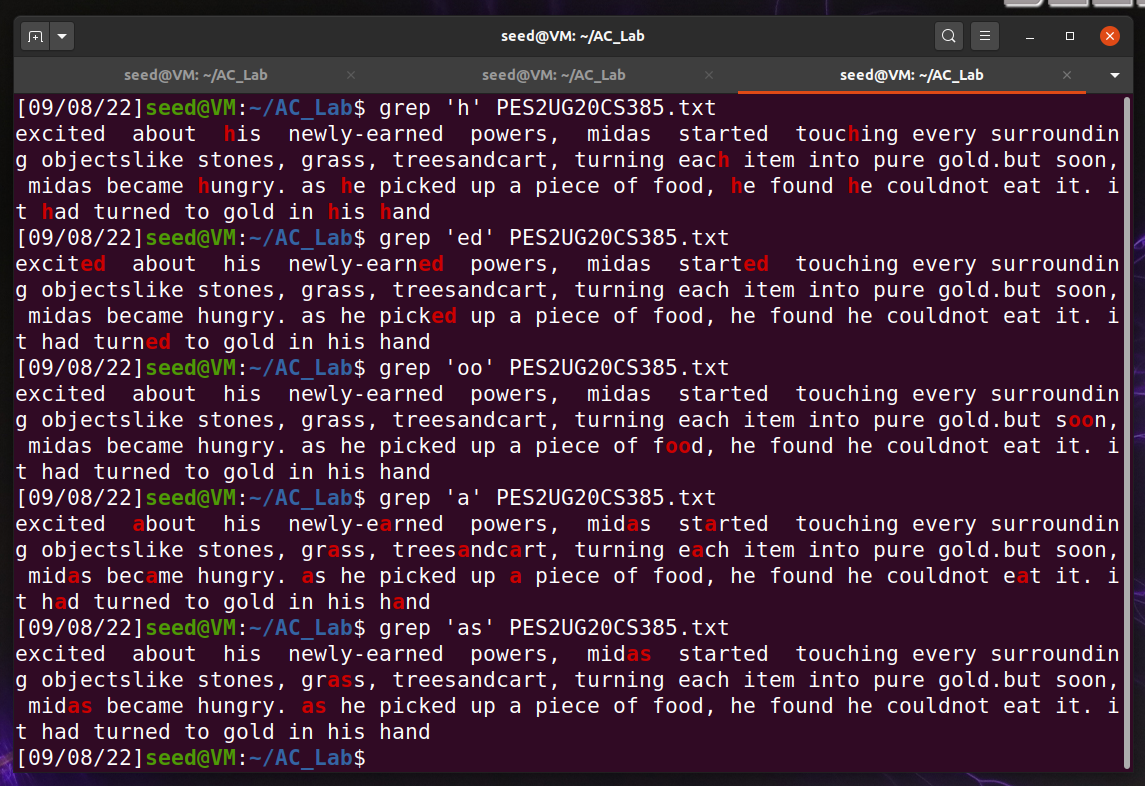 seed@VM: ~/AC_Lab
seed@VM: ~/AC_Lab seed@VM: ~/AC_Lab seed@VM: ~/AC_Lab
[09/08/22]seed@VM:~/AC_Lab$ grep 'h' PES2UG20CS385.txt
excited  about  his  newly-earned  powers,  midas  started  touching every surroundin
g objectslike stones, grass, treesandcart, turning each item into pure gold.but soon,
 midas became hungry. as he picked up a piece of food, he found he couldnot eat it. i
t had turned to gold in his hand
[09/08/22]seed@VM:~/AC_Lab$ grep 'ed' PES2UG20CS385.txt
excited  about  his  newly-earned  powers,  midas  started  touching every surroundin
g objectslike stones, grass, treesandcart, turning each item into pure gold.but soon,
 midas became hungry. as he picked up a piece of food, he found he couldnot eat it. i
t had turned to gold in his hand
[09/08/22]seed@VM:~/AC_Lab$ grep 'oo' PES2UG20CS385.txt
excited  about  his  newly-earned  powers,  midas  started  touching every surroundin
g objectslike stones, grass, treesandcart, turning each item into pure gold.but soon,
 midas became hungry. as he picked up a piece of food, he found he couldnot eat it. i
t had turned to gold in his hand
[09/08/22]seed@VM:~/AC_Lab$ grep 'a' PES2UG20CS385.txt
excited  about  his  newly-earned  powers,  midas  started  touching every surroundin
g objectslike stones, grass, treesandcart, turning each item into pure gold.but soon,
 midas became hungry. as he picked up a piece of food, he found he couldnot eat it. i
t had turned to gold in his hand
[09/08/22]seed@VM:~/AC_Lab$ grep 'as' PES2UG20CS385.txt
excited  about  his  newly-earned  powers,  midas  started  touching every surroundin
g objectslike stones, grass, treesandcart, turning each item into pure gold.but soon,
 midas became hungry. as he picked up a piece of food, he found he couldnot eat it. i
t had turned to gold in his hand
[09/08/22]seed@VM:~/AC_Lab$